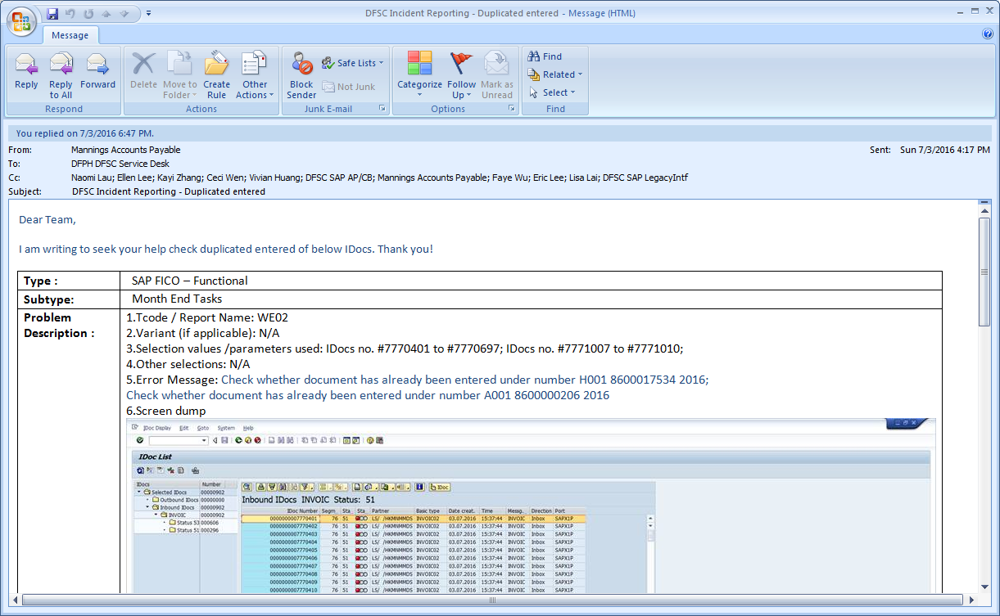 DFSC Incident Reporting - Duplicated entered - Message (HTML)
Message
Reply
Reply to All
Forward
Respond
Delete
Move to Folder
Create Rule
Other Actions
Actions
Block Sender
Safe Lists
Not Junk
Junk E-mail
Categorize
Follow Up
Mark as Unread
Options
Find
Related
Select
Find
You replied on 7/3/2016 6:47 PM.
From: Mannings Accounts Payable
Sent: Sun 7/3/2016 4:17 PM
To: DFPH DFSC Service Desk
Cc: Naomi Lau; Ellen Lee; Kayi Zhang; Ceci Wen; Vivian Huang; DFSC SAP AP/CB; Mannings Accounts Payable; Faye Wu; Eric Lee; Lisa Lai; DFSC SAP LegacyIntf
Subject: DFSC Incident Reporting - Duplicated entered
Dear Team,
I am writing to seek your help check duplicated entered of below IDocs. Thank you!
Type : SAP FICO – Functional
Subtype: Month End Tasks
Problem Description :
1.Tcode / Report Name: WE02
2.Variant (if applicable): N/A
3.Selection values /parameters used: IDocs no. #7770401 to #7770697; IDocs no. #7771007 to #7771010;
4.Other selections: N/A
5.Error Message: Check whether document has already been entered under number H001 8600017534 2016;
Check whether document has already been entered under number A001 8600000206 2016
6.Screen dump
IDoc Display Edit Goto System Help
IDoc List
IDoc
IDocs Number
Selected IDocs 00000902
Outbound IDocs 00000000
Inbound IDocs 00000902
INVOIC 00000902
Status 53 000606
Status 51 000296
Inbound IDocs INVOIC Status: 51
IDoc Number Segm_ Sta_ Sta_ Partner Basic type Date creat. Time Messg.. Direction Port
0000000007770401 76 51 LS/ /HKMNMMDS INVOIC02 03.07.2016 15:37:44 INVOIC Inbox SAPX1P
0000000007770402 76 51 LS/ /HKMNMMDS INVOIC02 03.07.2016 15:37:44 INVOIC Inbox SAPX1P
0000000007770403 76 51 LS/ /HKMNMMDS INVOIC02 03.07.2016 15:37:44 INVOIC Inbox SAPX1P
0000000007770404 76 51 LS/ /HKMNMMDS INVOIC02 03.07.2016 15:37:44 INVOIC Inbox SAPX1P
0000000007770405 76 51 LS/ /HKMNMMDS INVOIC02 03.07.2016 15:37:44 INVOIC Inbox SAPX1P
0000000007770406 76 51 LS/ /HKMNMMDS INVOIC02 03.07.2016 15:37:44 INVOIC Inbox SAPX1P
0000000007770407 76 51 LS/ /HKMNMMDS INVOIC02 03.07.2016 15:37:44 INVOIC Inbox SAPX1P
0000000007770408 76 51 LS/ /HKMNMMDS INVOIC02 03.07.2016 15:37:44 INVOIC Inbox SAPX1P
0000000007770409 76 51 LS/ /HKMNMMDS INVOIC02 03.07.2016 15:37:44 INVOIC Inbox SAPX1P
0000000007770410 76 51 LS/ /HKMNMMDS INVOIC02 03.07.2016 15:37:44 INVOIC Inbox SAPX1P